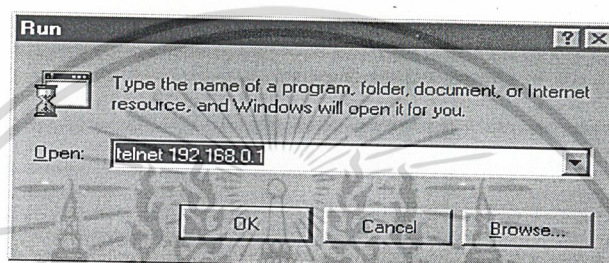 Run
Type the name of a program, folder, document, or Internet
resource, and Windows will open it for you.
Open: telnet 192.168.0.1
OK Cancel Browse...